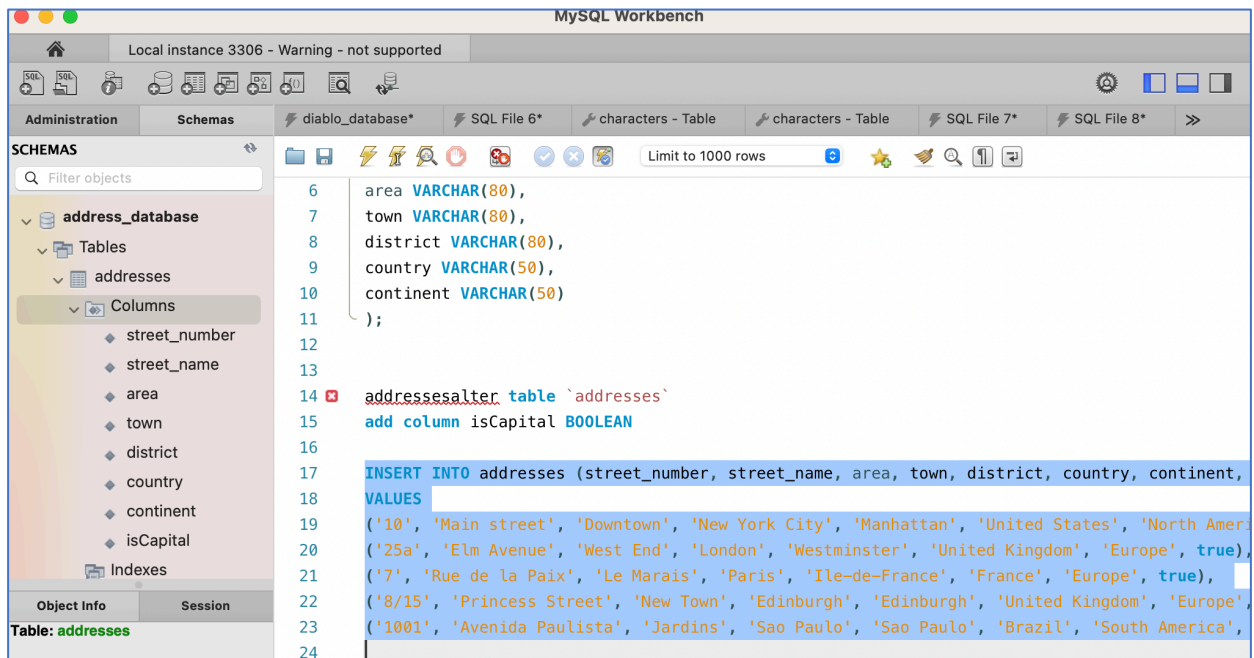 MySQL Workbench
Local instance 3306 - Warning - not supported
SQL SQL
Administration Schemas diablo_database* SQL File 6* characters - Table characters - Table SQL File 7* SQL File 8*
SCHEMAS
Limit to 1000 rows
Filter objects
address_database
Tables
addresses
Columns
street_number
street_name
area
town
district
country
continent
isCapital
Indexes
Object Info Session
Table: addresses
6 area VARCHAR(80),
7 town VARCHAR(80),
8 district VARCHAR(80),
9 country VARCHAR(50),
10 continent VARCHAR(50)
11 );
12
13
14 addressesalter table `addresses`
15 add column isCapital BOOLEAN
16
17 INSERT INTO addresses (street_number, street_name, area, town, district, country, continent,
18 VALUES
19 ('10', 'Main street', 'Downtown', 'New York City', 'Manhattan', 'United States', 'North Ameri
20 ('25a', 'Elm Avenue', 'West End', 'London', 'Westminster', 'United Kingdom', 'Europe', true),
21 ('7', 'Rue de la Paix', 'Le Marais', 'Paris', 'Ile-de-France', 'France', 'Europe', true),
22 ('8/15', 'Princess Street', 'New Town', 'Edinburgh', 'Edinburgh', 'United Kingdom', 'Europe',
23 ('1001', 'Avenida Paulista', 'Jardins', 'Sao Paulo', 'Sao Paulo', 'Brazil', 'South America',
24